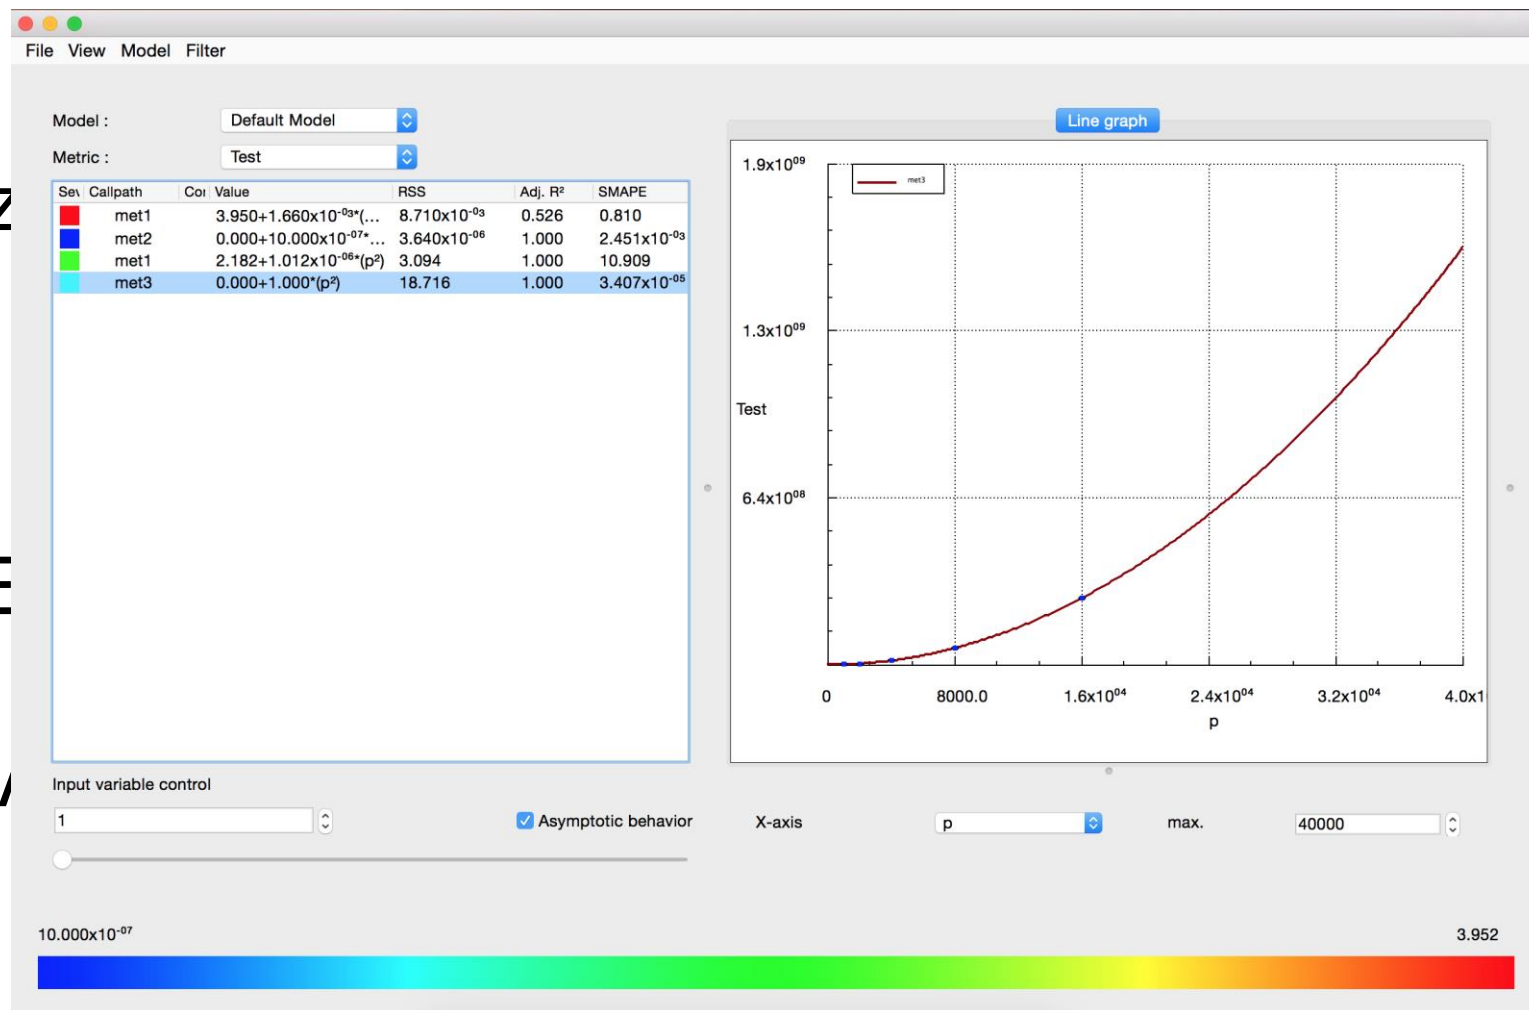 File View Model Filter
Model :
Default Model
Metric :
Test
Sev Callpath Cor Value RSS Adj. R² SMAPE
met1 3.950+1.660x10⁻⁰³*(... 8.710x10⁻⁰³ 0.526 0.810
met2 0.000+10.000x10⁻⁰⁷*... 3.640x10⁻⁰⁶ 1.000 2.451x10⁻⁰³
met1 2.182+1.012x10⁻⁰⁶*(p²) 3.094 1.000 10.909
met3 0.000+1.000*(p²) 18.716 1.000 3.407x10⁻⁰⁵
Input variable control
1
Asymptotic behavior
Line graph
met3
1.9x10⁰⁹
1.3x10⁰⁹
Test
6.4x10⁰⁸
0 8000.0 1.6x10⁰⁴ 2.4x10⁰⁴ 3.2x10⁰⁴ 4.0x1
p
X-axis
p
max.
40000
10.000x10⁻⁰⁷
3.952